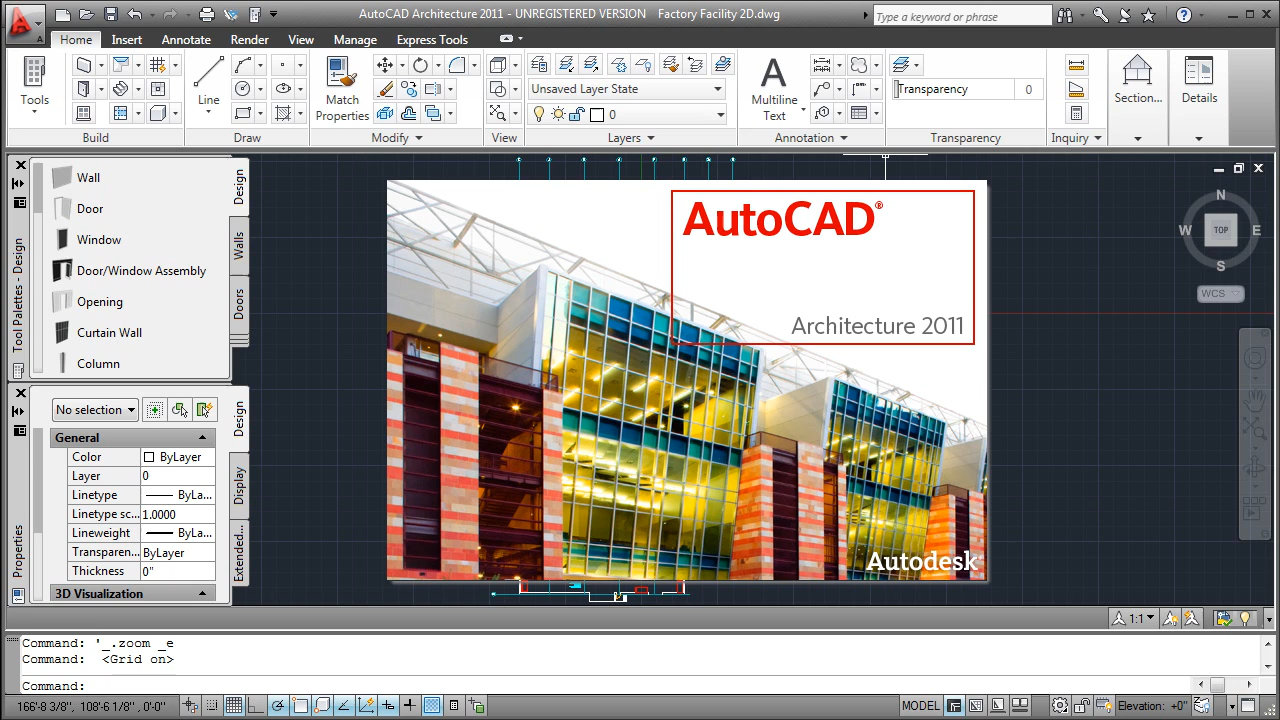 AutoCAD Architecture 2011 - UNREGISTERED VERSION Factory Facility 2D.dwg
Type a keyword or phrase
Home Insert Annotate Render View Manage Express Tools
Tools
Line
Match Properties
Unsaved Layer State
0
Multiline Text
Transparency 0
Section...
Details
Build Draw Modify View Layers Annotation Transparency Inquiry
Tool Palettes - Design
Design
Walls
Doors
Wall
Door
Window
Door/Window Assembly
Opening
Curtain Wall
Column
AutoCAD®
Architecture 2011
Autodesk
N
W TOP E
S
WCS
Properties
Design
Display
Extended...
No selection
General
Color ByLayer
Layer 0
Linetype ByLa...
Linetype sc... 1.0000
Lineweight ByLa...
Transparen... ByLayer
Thickness 0"
3D Visualization
1:1
Command: '_.zoom _e
Command: <Grid on>
Command:
166'-8 3/8", 108'-6 1/8" , 0'-0"
MODEL
Elevation: +0"